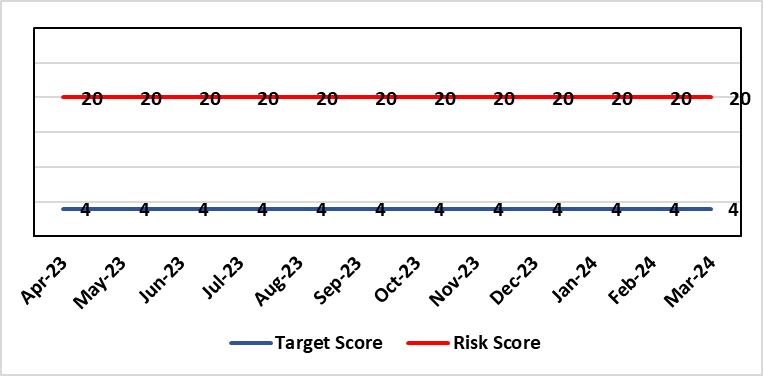 20 20 20 20 20 20 20 20 20 20 20 20
4 4 4 4 4 4 4 4 4 4 4 4
Apr-23 May-23 Jun-23 Jul-23 Aug-23 Sep-23 Oct-23 Nov-23 Dec-23 Jan-24 Feb-24 Mar-24
Target Score Risk Score